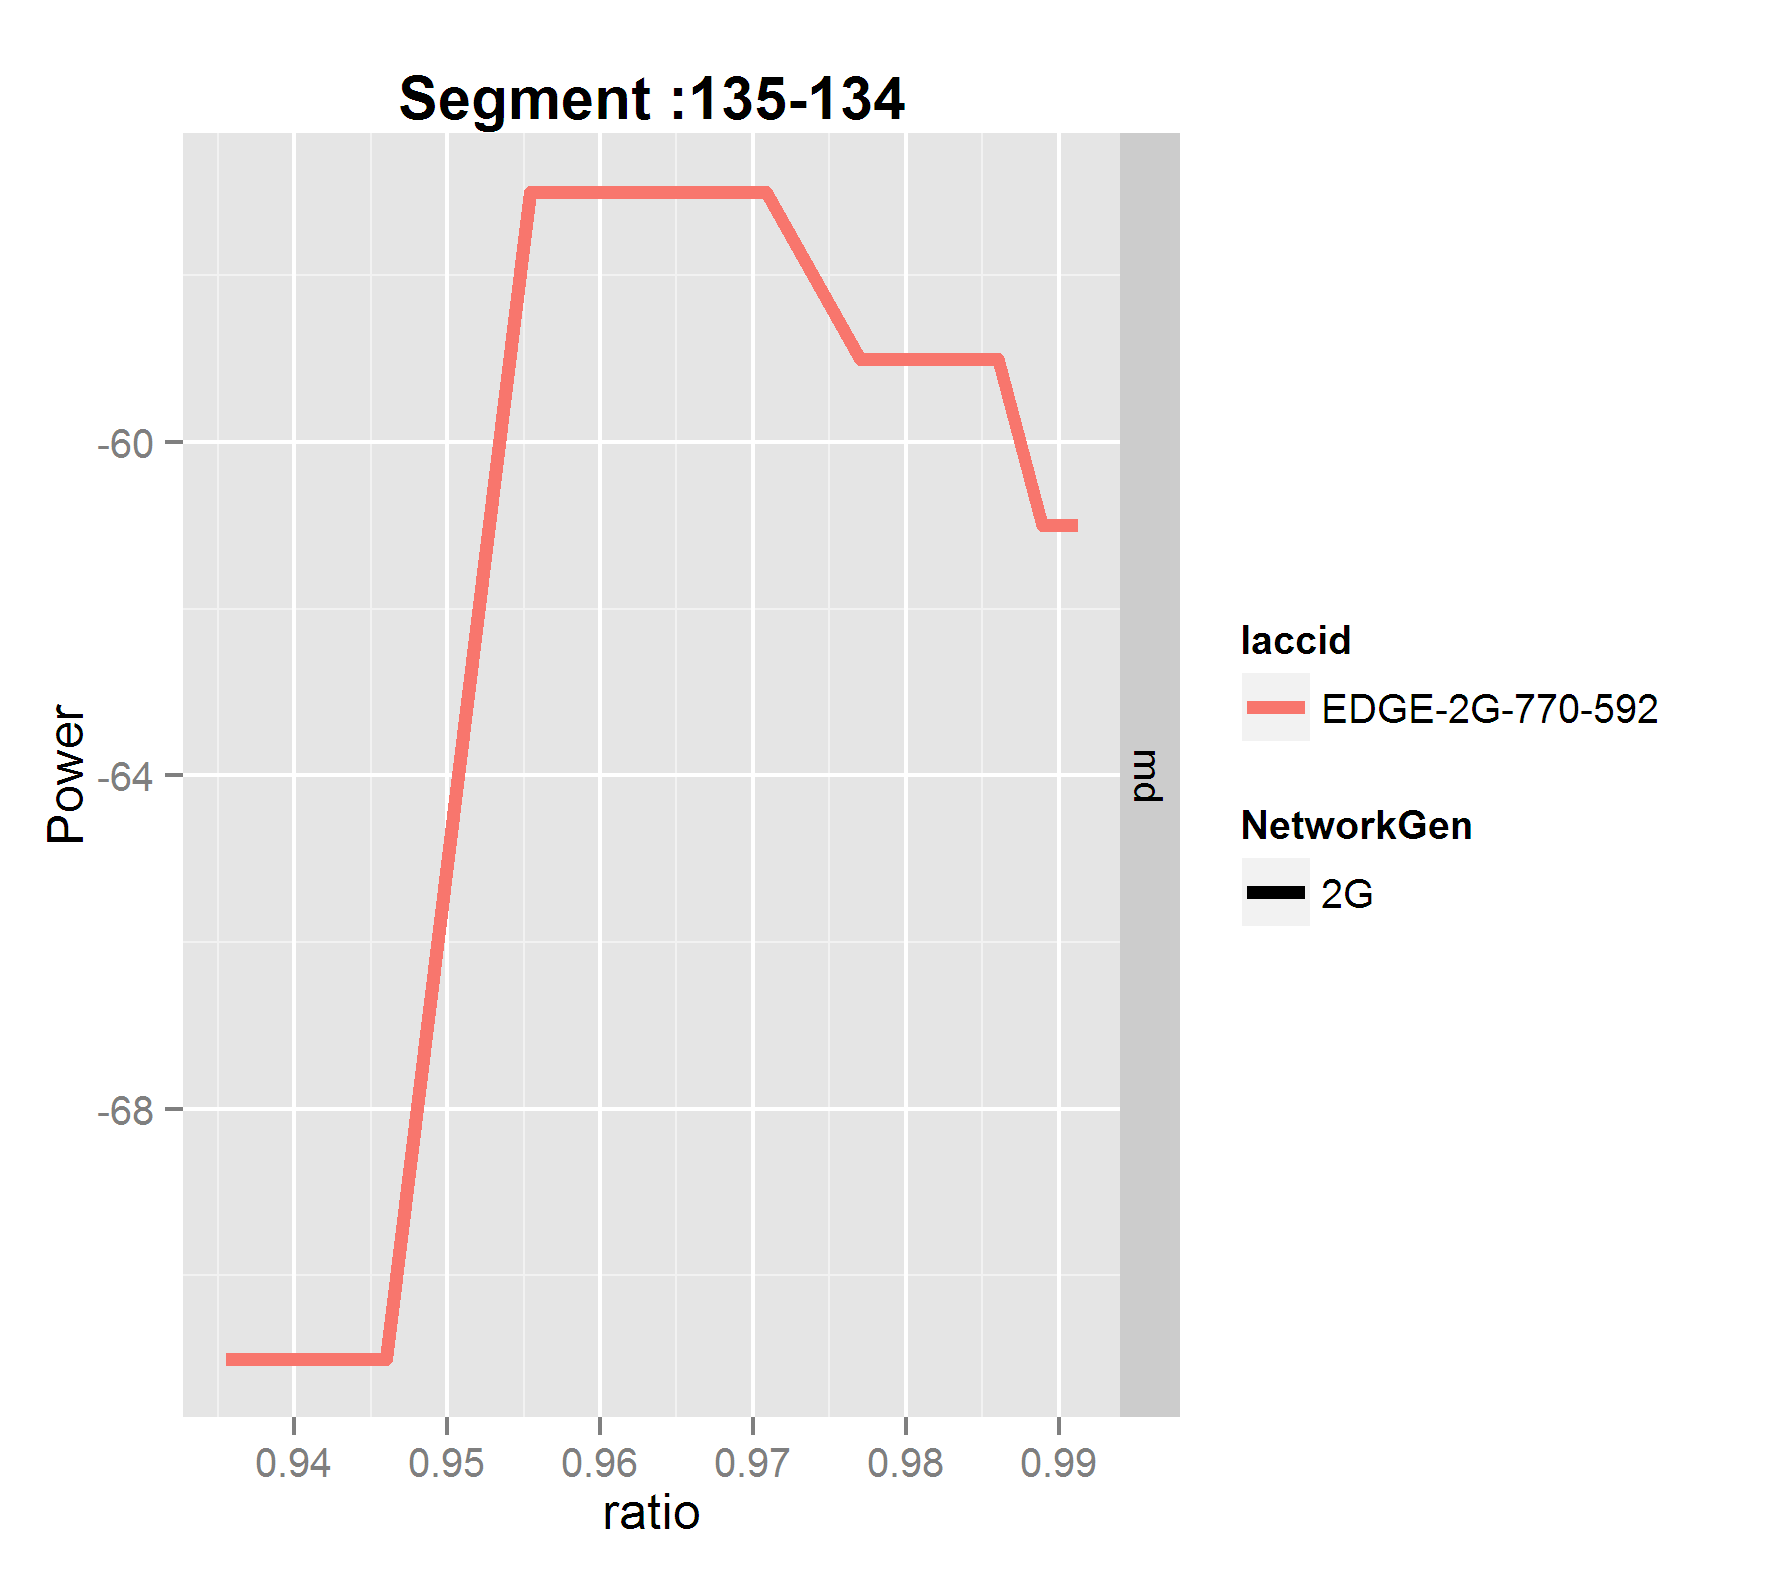 Segment :135-134
Power
-60
-64
-68
md
0.94 0.95 0.96 0.97 0.98 0.99
ratio
laccid
EDGE-2G-770-592
NetworkGen
2G